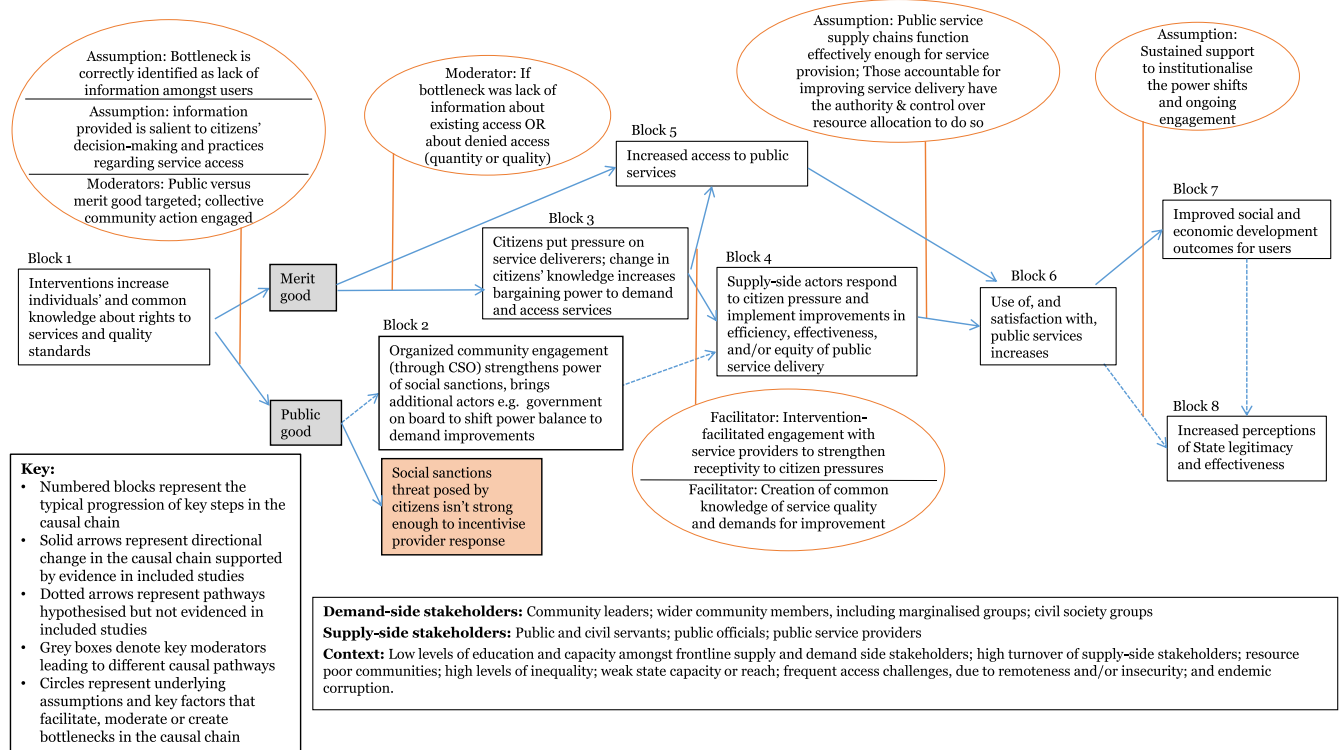 Assumption: Bottleneck is
correctly identified as lack of
information amongst users
Assumption: information
provided is salient to citizens'
decision-making and practices
regarding service access
Moderators: Public versus
merit good targeted; collective
community action engaged
Moderator: If
bottleneck was lack of
information about
existing access OR
about denied access
(quantity or quality)
Assumption: Public service
supply chains function
effectively enough for service
provision; Those accountable for
improving service delivery have
the authority & control over
resource allocation to do so
Assumption:
Sustained support
to institutionalise
the power shifts
and ongoing
engagement
Block 1
Interventions increase
individuals' and common
knowledge about rights to
services and quality
standards
Merit
good
Public
good
Block 5
Increased access to public
services
Block 3
Citizens put pressure on
service deliverers; change in
citizens' knowledge increases
bargaining power to demand
and access services
Block 2
Organized community engagement
(through CSO) strengthens power
of social sanctions, brings
additional actors e.g. government
on board to shift power balance to
demand improvements
Social sanctions
threat posed by
citizens isn't strong
enough to incentivise
provider response
Block 4
Supply-side actors respond
to citizen pressure and
implement improvements in
efficiency, effectiveness,
and/or equity of public
service delivery
Facilitator: Intervention-
facilitated engagement with
service providers to strengthen
receptivity to citizen pressures
Facilitator: Creation of common
knowledge of service quality
and demands for improvement
Block 6
Use of, and
satisfaction with,
public services
increases
Block 7
Improved social and
economic development
outcomes for users
Block 8
Increased perceptions
of State legitimacy
and effectiveness
Key:
• Numbered blocks represent the
typical progression of key steps in the
causal chain
• Solid arrows represent directional
change in the causal chain supported
by evidence in included studies
• Dotted arrows represent pathways
hypothesised but not evidenced in
included studies
• Grey boxes denote key moderators
leading to different causal pathways
• Circles represent underlying
assumptions and key factors that
facilitate, moderate or create
bottlenecks in the causal chain
Demand-side stakeholders: Community leaders; wider community members, including marginalised groups; civil society groups
Supply-side stakeholders: Public and civil servants; public officials; public service providers
Context: Low levels of education and capacity amongst frontline supply and demand side stakeholders; high turnover of supply-side stakeholders; resource
poor communities; high levels of inequality; weak state capacity or reach; frequent access challenges, due to remoteness and/or insecurity; and endemic
corruption.